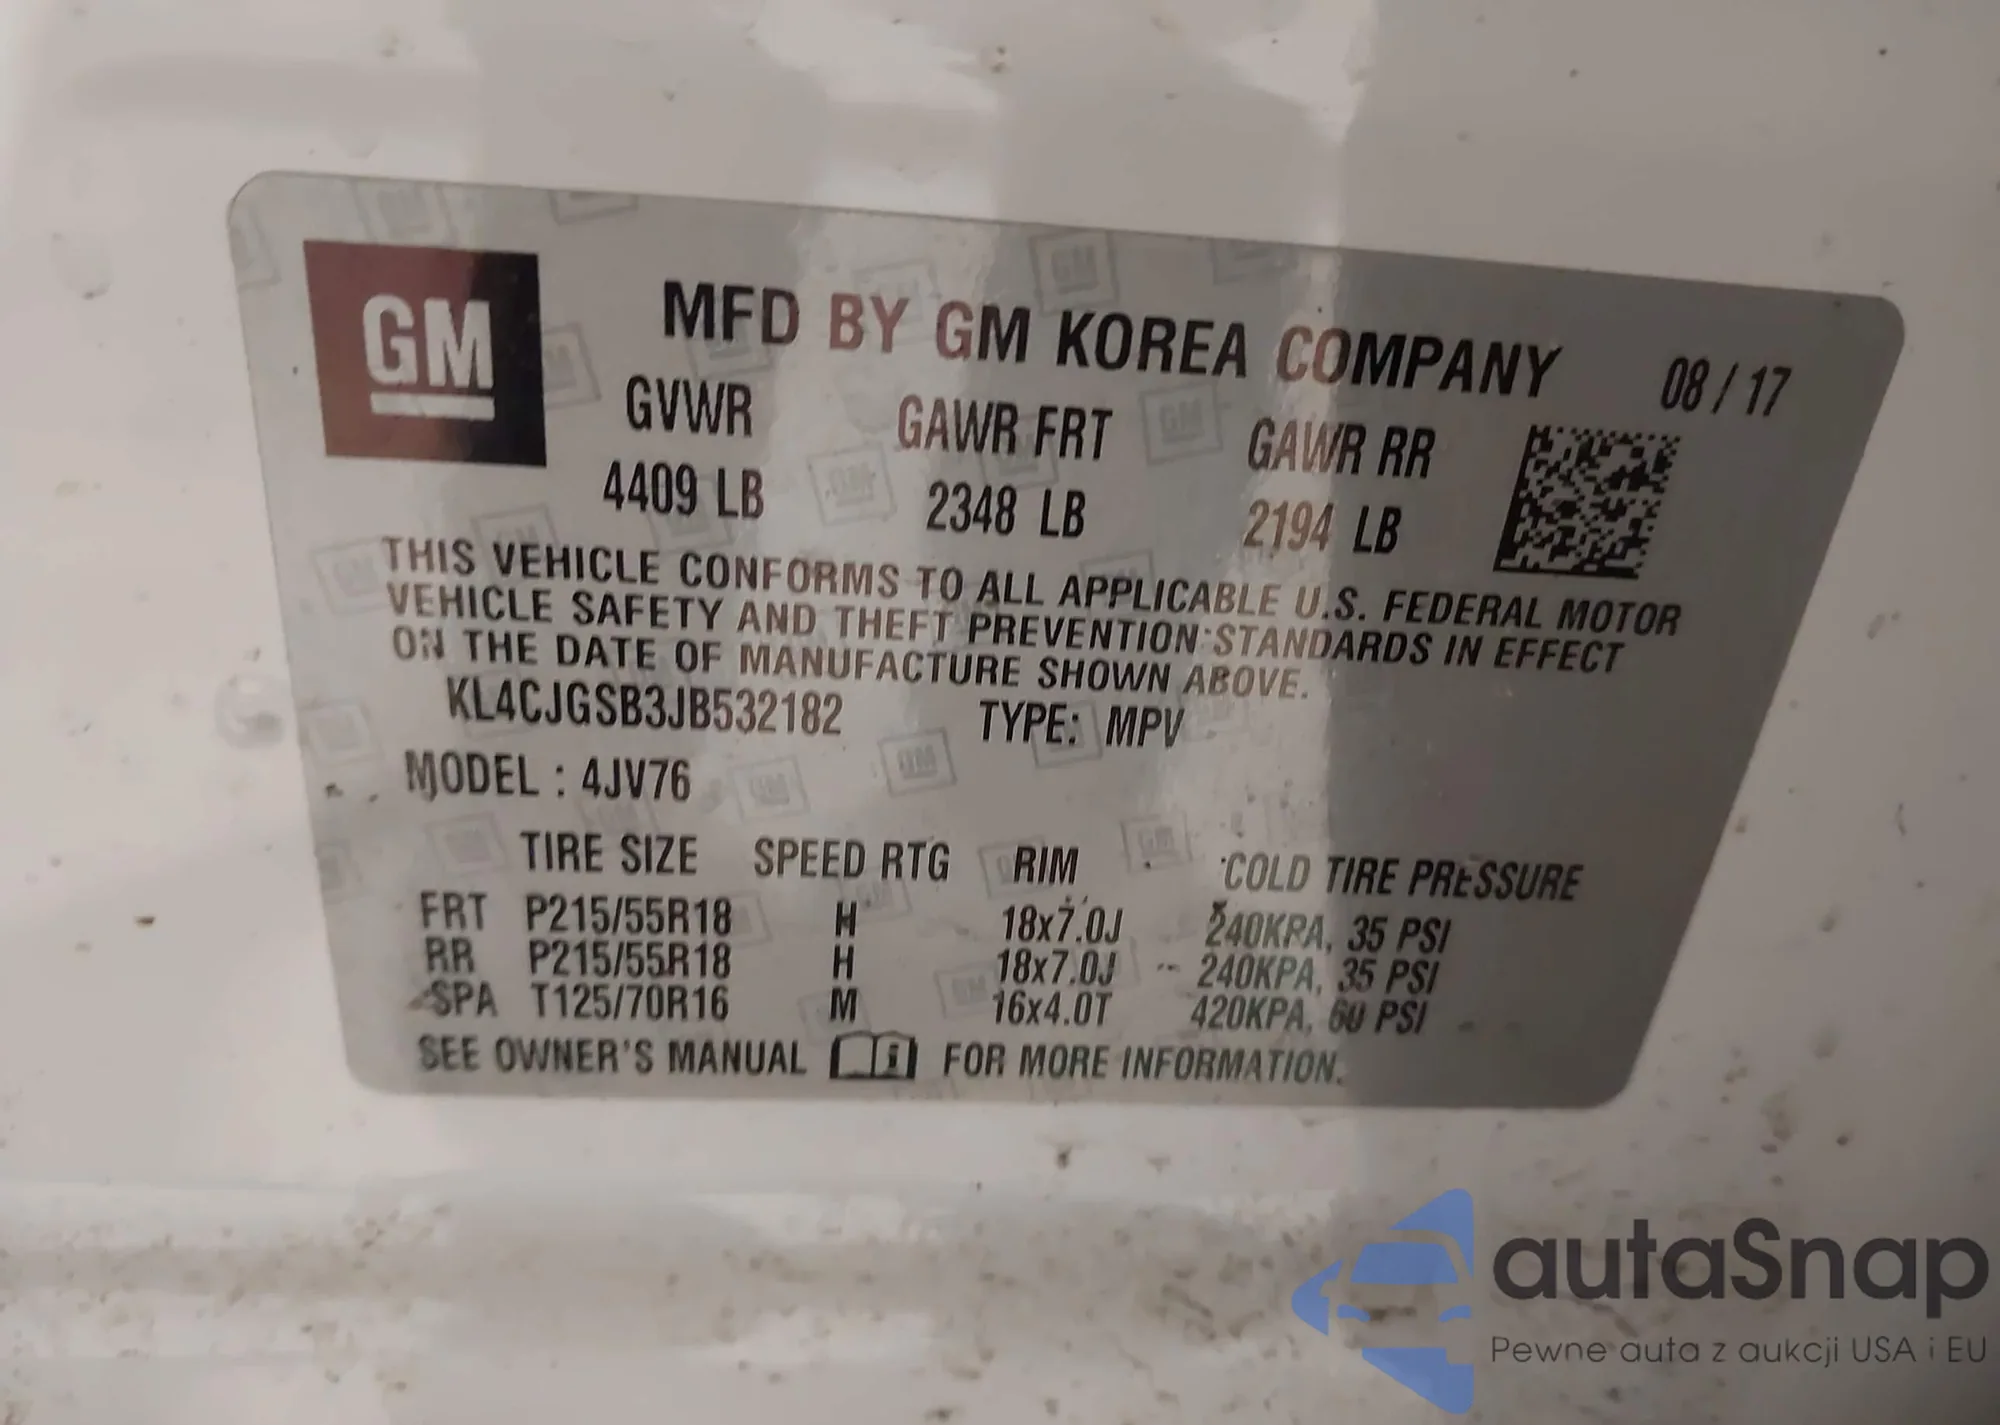 GM
MFD BY GM KOREA COMPANY 08 / 17
GVWR GAWR FRT GAWR RR
4409 LB 2348 LB 2194 LB
THIS VEHICLE CONFORMS TO ALL APPLICABLE U.S. FEDERAL MOTOR
VEHICLE SAFETY AND THEFT PREVENTION STANDARDS IN EFFECT
ON THE DATE OF MANUFACTURE SHOWN ABOVE.
KL4CJGSB3JB532182 TYPE: MPV
MODEL : 4JV76
TIRE SIZE SPEED RTG RIM COLD TIRE PRESSURE
FRT P215/55R18 H 18x7.0J 240KPA, 35 PSI
RR P215/55R18 H 18x7.0J 240KPA, 35 PSI
SPA T125/70R16 M 16x4.0T 420KPA, 60 PSI
SEE OWNER'S MANUAL FOR MORE INFORMATION.
autaSnap
Pewne auta z aukcji USA i EU